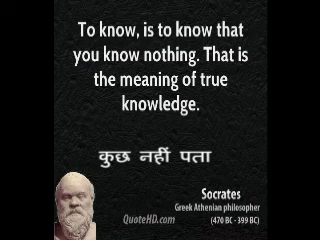 To know, is to know that
you know nothing. That is
the meaning of true
knowledge.
कुछ नहीं पता
Socrates
Greek Athenian philosopher
QuoteHD.com
(470 BC - 399 BC)